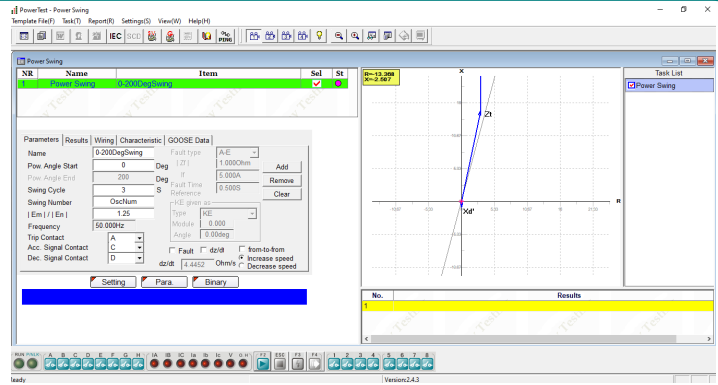 PowerTest - Power Swing
Template File(F) Task(T) Report(R) Settings(S) View(W) Help(H)
IEC SCD % PING
Power Swing
NR Name Item Sel St
1 Power Swing 0-200DegSwing
Parameters Results Wiring Characteristic GOOSE Data
Name 0-200DegSwing Fault type A-E
Pow. Angle Start 0 Deg |Zf| 1.000Ohm Add
Pow. Angle End 200 Deg If 5.000A Remove
Swing Cycle 3 S Fault Time Reference 0.500S Clear
Swing Number OscNum KE given as
| Em | / | En | 1.25 Type KE
Frequency 50.000Hz Module 0.000
Trip Contact A Angle 0.00deg
Acc. Signal Contact C Fault dz/dt from-to-from
Dec. Signal Contact D dz/dt 4.4452 Ohm/s Increase speed
Decrease speed
Setting Para. Binary
R=-13.368
X=-2.587
X
Zt
R
Xd'
Task List
Power Swing
No. Results
1
RUN A B C D E F G H IA IB IC Ia Ib Ic V F2 ESC F3 F4 1 2 3 4 5 6 7 8
leady Version:2.4.3